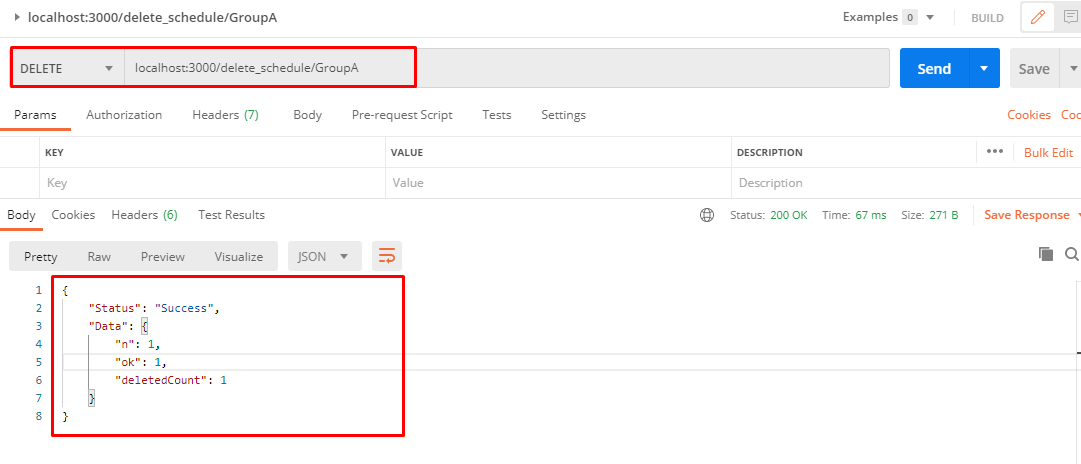 localhost:3000/delete_schedule/GroupA Examples 0 BUILD
DELETE localhost:3000/delete_schedule/GroupA Send Save
Params Authorization Headers (7) Body Pre-request Script Tests Settings Cookies Coo
KEY VALUE DESCRIPTION ••• Bulk Edit
Key Value Description
Body Cookies Headers (6) Test Results Status: 200 OK Time: 67 ms Size: 271 B Save Response
Pretty Raw Preview Visualize JSON
1 {
2 "Status": "Success",
3 "Data": {
4 "n": 1,
5 "ok": 1,
6 "deletedCount": 1
7 }
8 }